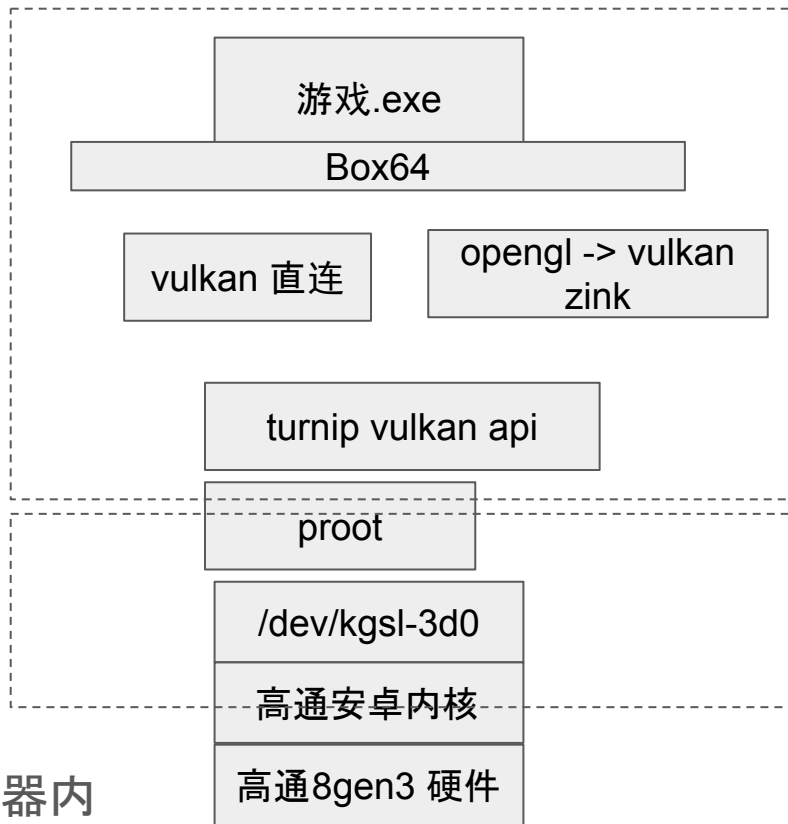 游戏.exe
Box64
vulkan 直连
opengl -> vulkan
zink
turnip vulkan api
proot
/dev/kgsl-3d0
高通安卓内核
高通8gen3 硬件
器内